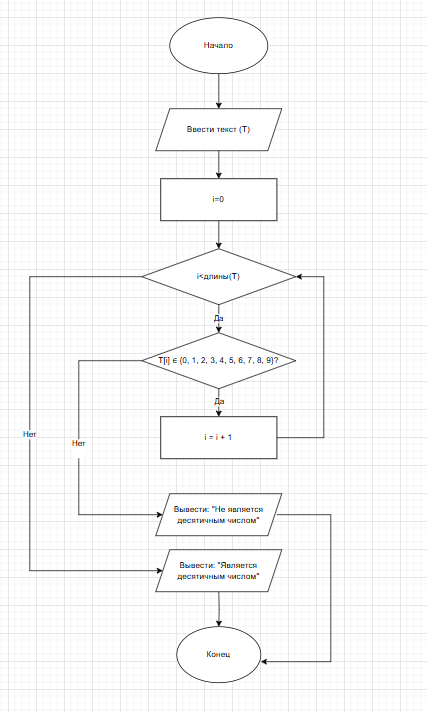 Начало
Ввести текст (T)
i=0
i<длины(T)
Да
T[i] ∈ {0, 1, 2, 3, 4, 5, 6, 7, 8, 9}?
Да
i = i + 1
Нет
Нет
Вывести: "Не является
десятичным числом"
Вывести: "Является
десятичным числом"
Конец